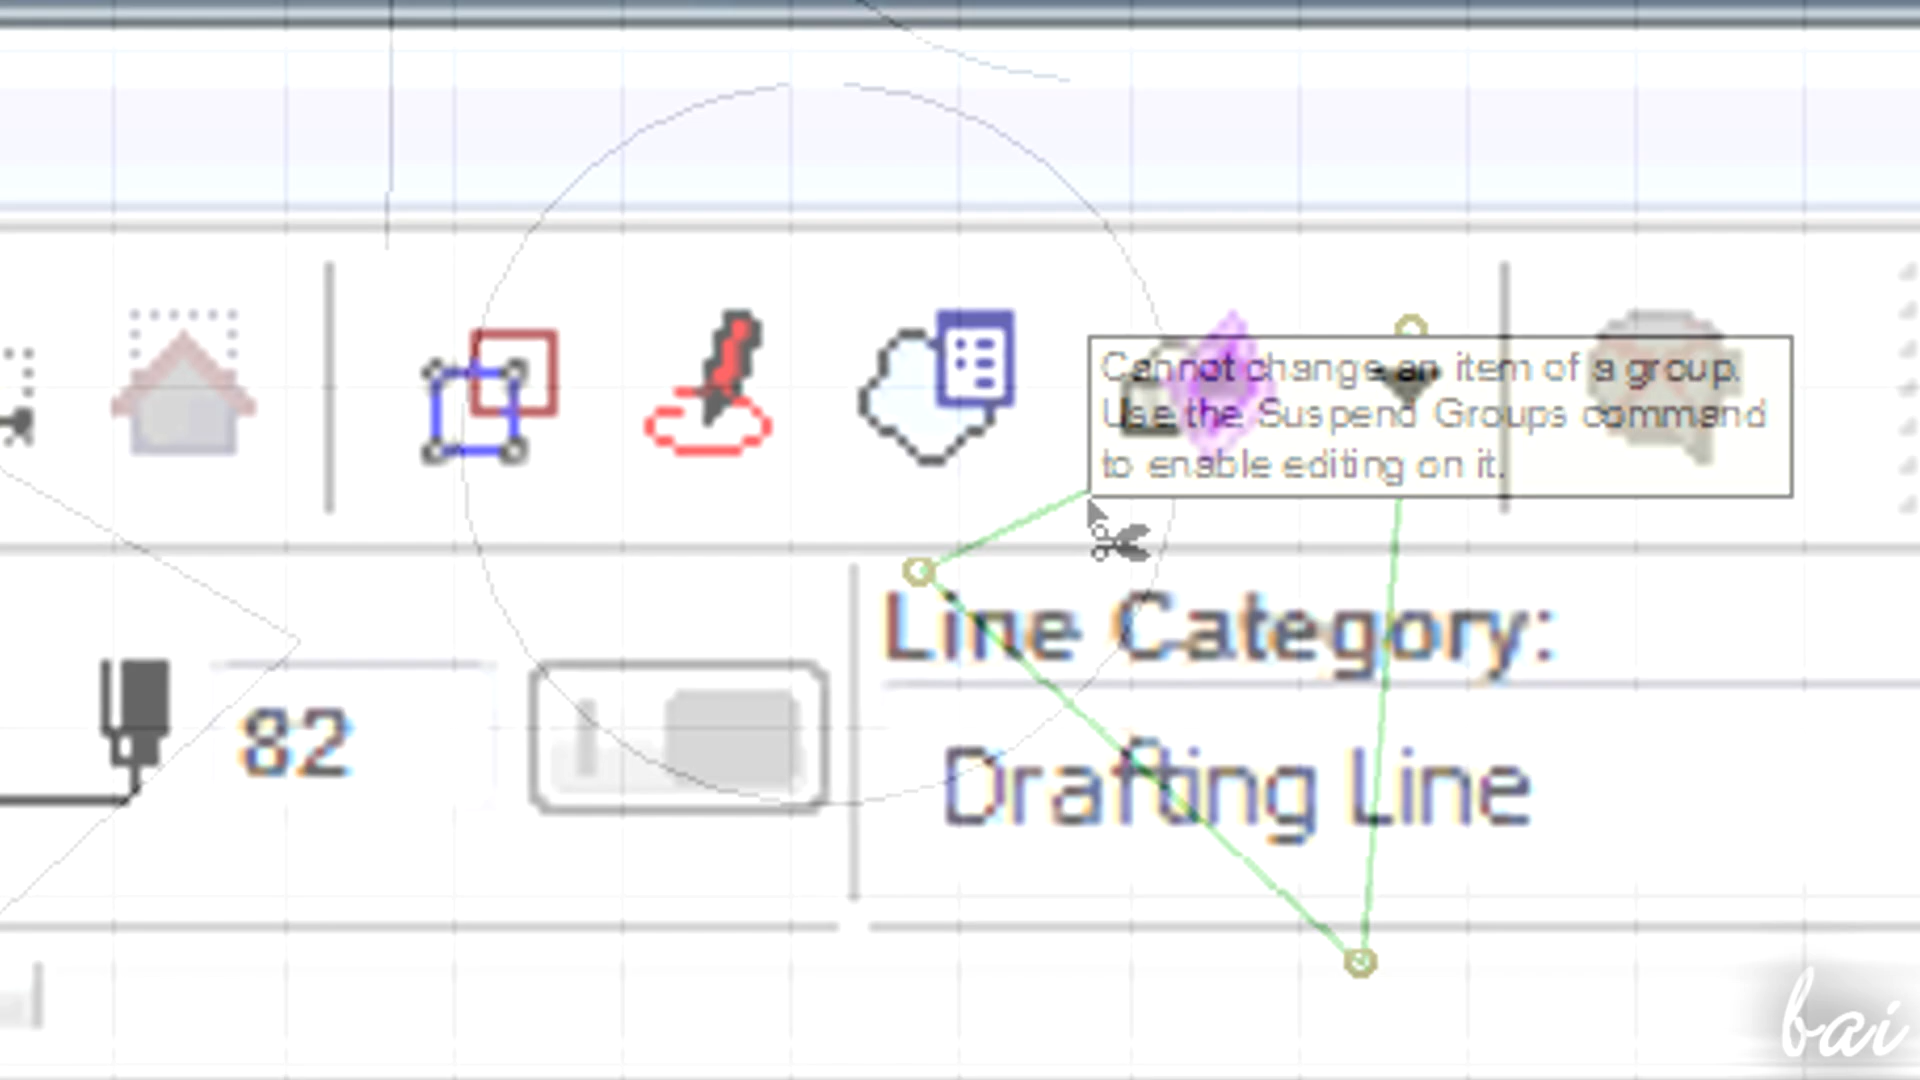 Cannot change an item of a group.
Use the Suspend Groups command
to enable editing on it.
Line Category:
82
Drafting Line
bai